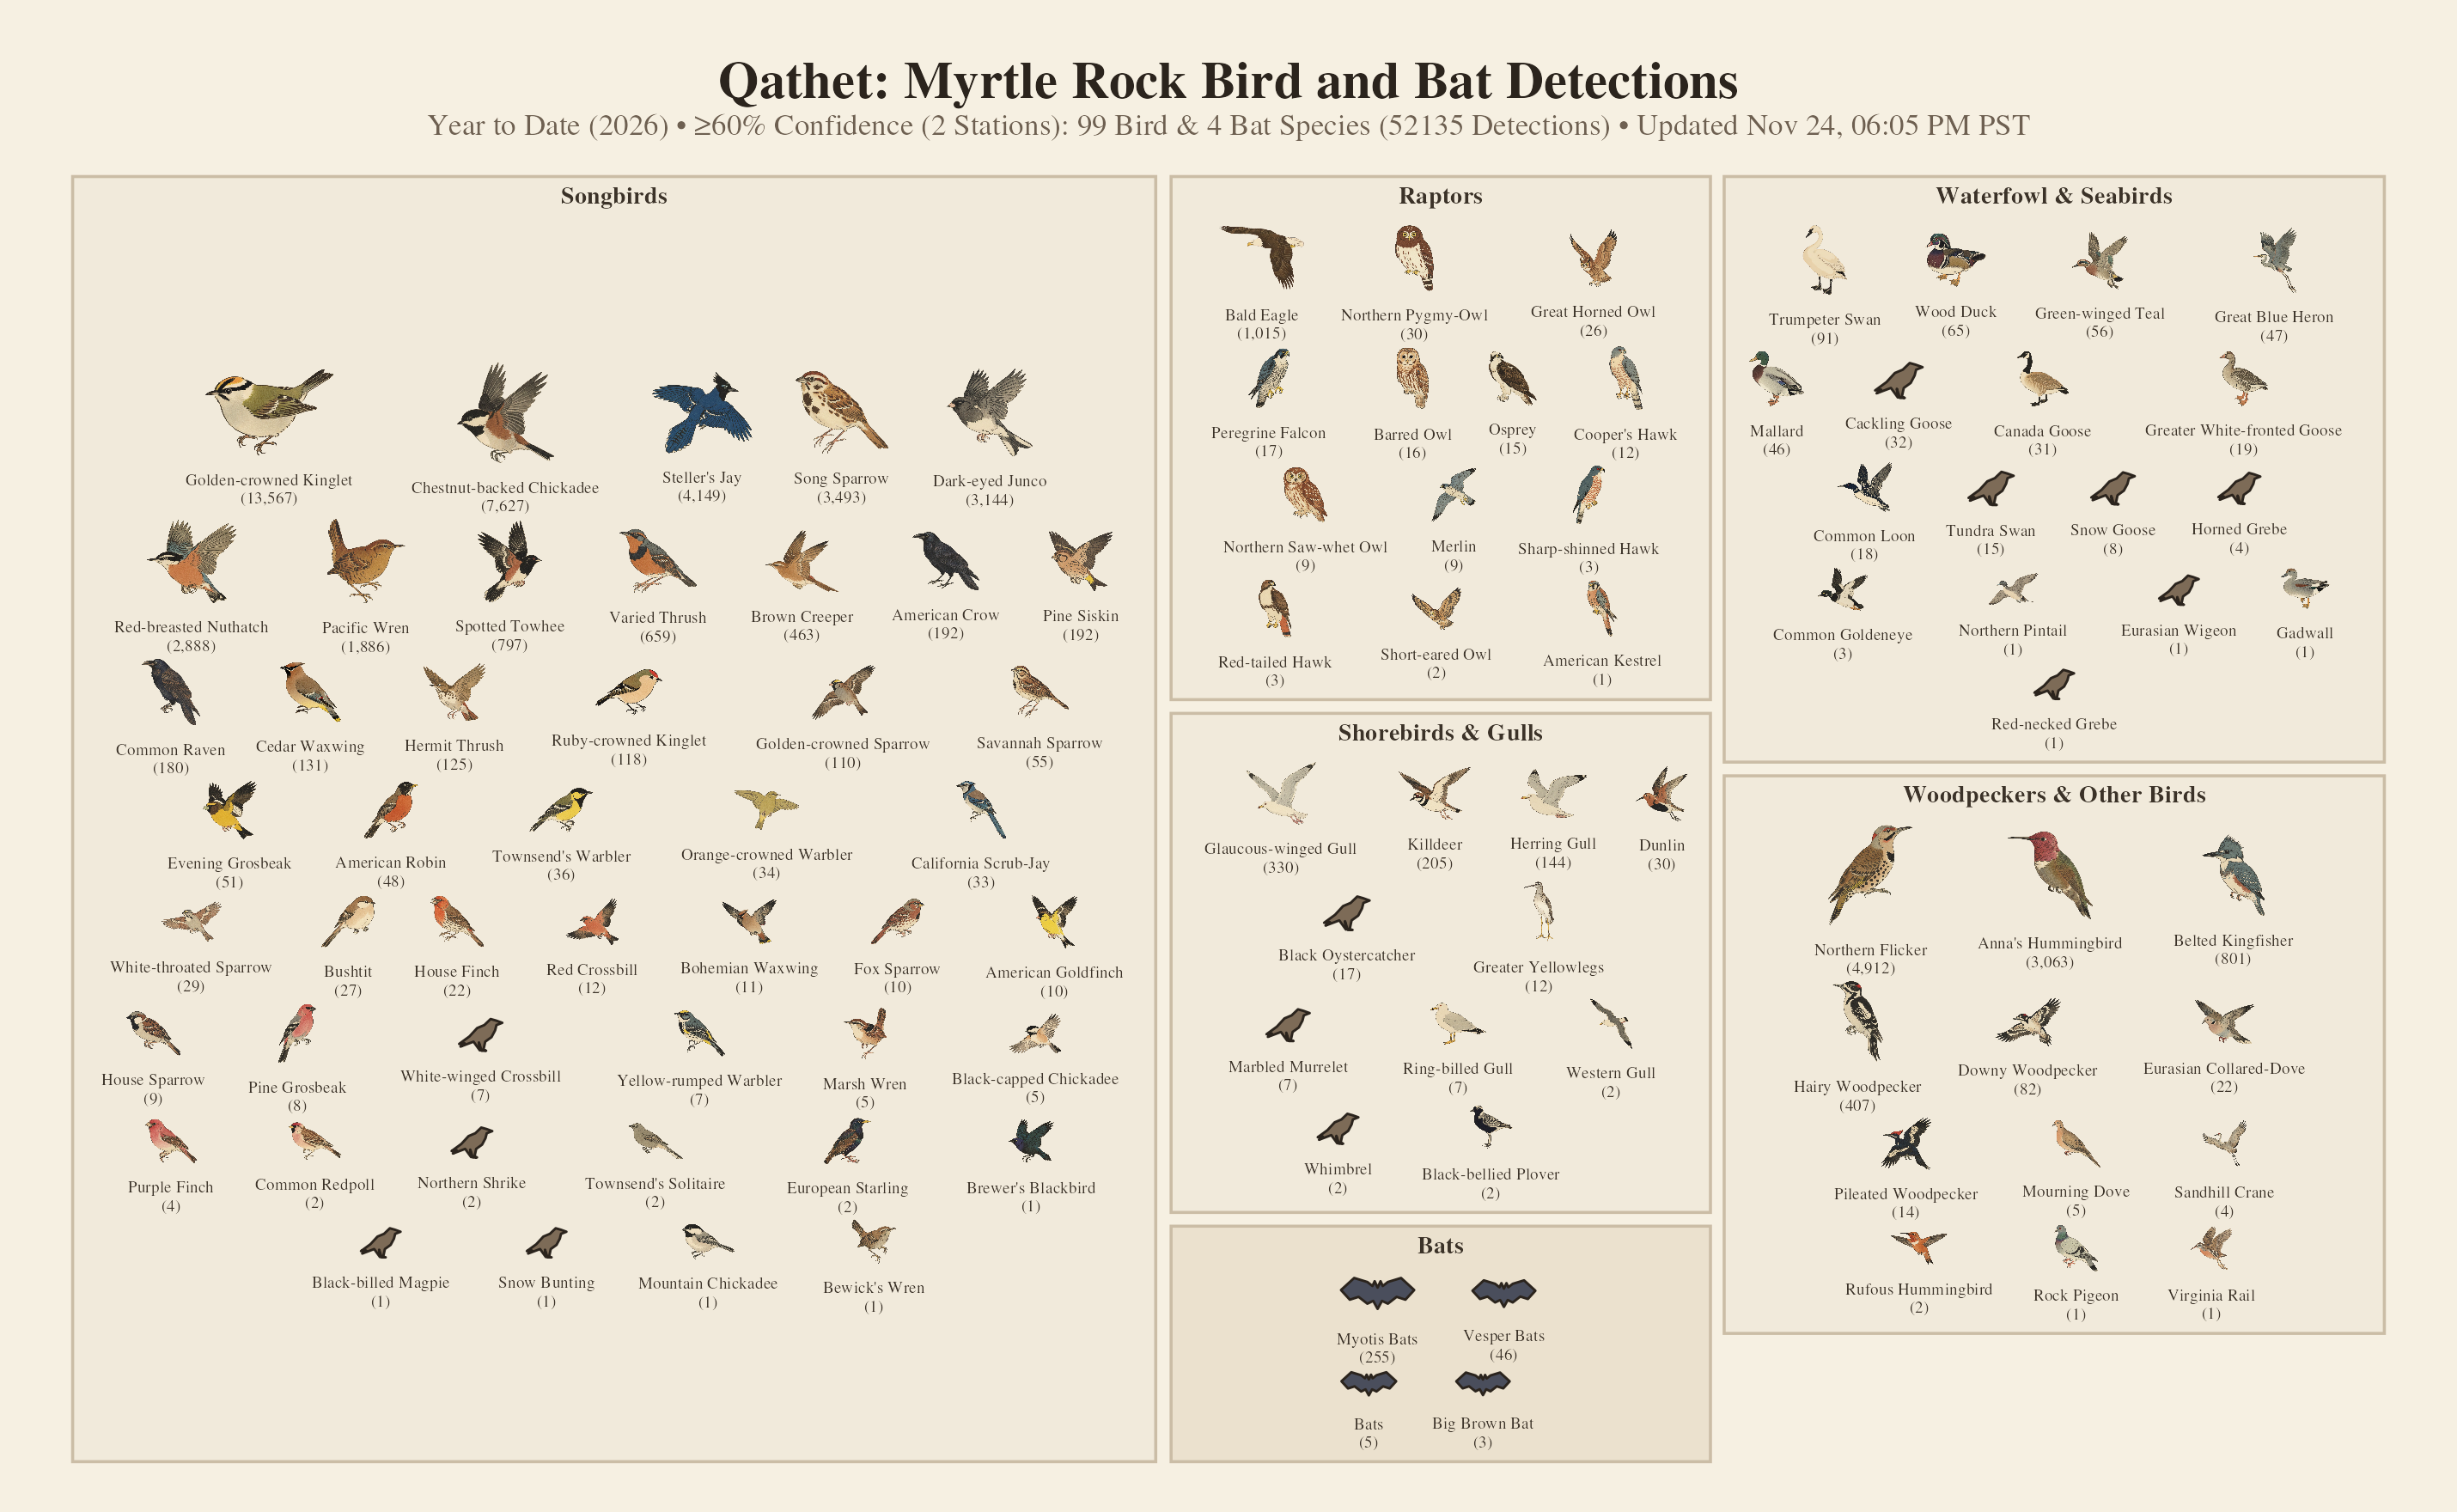 Qathet: Myrtle Rock Bird and Bat Detections
Year to Date (2026) • ≥60% Confidence (2 Stations): 99 Bird & 4 Bat Species (52135 Detections) • Updated Nov 24, 06:05 PM PST
Songbirds
Golden-crowned Kinglet
(13,567)
Chestnut-backed Chickadee
(7,627)
Steller's Jay
(4,149)
Song Sparrow
(3,493)
Dark-eyed Junco
(3,144)
Red-breasted Nuthatch
(2,888)
Pacific Wren
(1,886)
Spotted Towhee
(797)
Varied Thrush
(659)
Brown Creeper
(463)
American Crow
(192)
Pine Siskin
(192)
Common Raven
(180)
Cedar Waxwing
(131)
Hermit Thrush
(125)
Ruby-crowned Kinglet
(118)
Golden-crowned Sparrow
(110)
Savannah Sparrow
(55)
Evening Grosbeak
(51)
American Robin
(48)
Townsend's Warbler
(36)
Orange-crowned Warbler
(34)
California Scrub-Jay
(33)
White-throated Sparrow
(29)
Bushtit
(27)
House Finch
(22)
Red Crossbill
(12)
Bohemian Waxwing
(11)
Fox Sparrow
(10)
American Goldfinch
(10)
House Sparrow
(9)
Pine Grosbeak
(8)
White-winged Crossbill
(7)
Yellow-rumped Warbler
(7)
Marsh Wren
(5)
Black-capped Chickadee
(5)
Purple Finch
(4)
Common Redpoll
(2)
Northern Shrike
(2)
Townsend's Solitaire
(2)
European Starling
(2)
Brewer's Blackbird
(1)
Black-billed Magpie
(1)
Snow Bunting
(1)
Mountain Chickadee
(1)
Bewick's Wren
(1)
Raptors
Bald Eagle
(1,015)
Northern Pygmy-Owl
(30)
Great Horned Owl
(26)
Peregrine Falcon
(17)
Barred Owl
(16)
Osprey
(15)
Cooper's Hawk
(12)
Northern Saw-whet Owl
(9)
Merlin
(9)
Sharp-shinned Hawk
(3)
Red-tailed Hawk
(3)
Short-eared Owl
(2)
American Kestrel
(1)
Shorebirds & Gulls
Glaucous-winged Gull
(330)
Killdeer
(205)
Herring Gull
(144)
Dunlin
(30)
Black Oystercatcher
(17)
Greater Yellowlegs
(12)
Marbled Murrelet
(7)
Ring-billed Gull
(7)
Western Gull
(2)
Whimbrel
(2)
Black-bellied Plover
(2)
Bats
Myotis Bats
(255)
Vesper Bats
(46)
Bats
(5)
Big Brown Bat
(3)
Waterfowl & Seabirds
Trumpeter Swan
(91)
Wood Duck
(65)
Green-winged Teal
(56)
Great Blue Heron
(47)
Mallard
(46)
Cackling Goose
(32)
Canada Goose
(31)
Greater White-fronted Goose
(19)
Common Loon
(18)
Tundra Swan
(15)
Snow Goose
(8)
Horned Grebe
(4)
Common Goldeneye
(3)
Northern Pintail
(1)
Eurasian Wigeon
(1)
Gadwall
(1)
Red-necked Grebe
(1)
Woodpeckers & Other Birds
Northern Flicker
(4,912)
Anna's Hummingbird
(3,063)
Belted Kingfisher
(801)
Hairy Woodpecker
(407)
Downy Woodpecker
(82)
Eurasian Collared-Dove
(22)
Pileated Woodpecker
(14)
Mourning Dove
(5)
Sandhill Crane
(4)
Rufous Hummingbird
(2)
Rock Pigeon
(1)
Virginia Rail
(1)